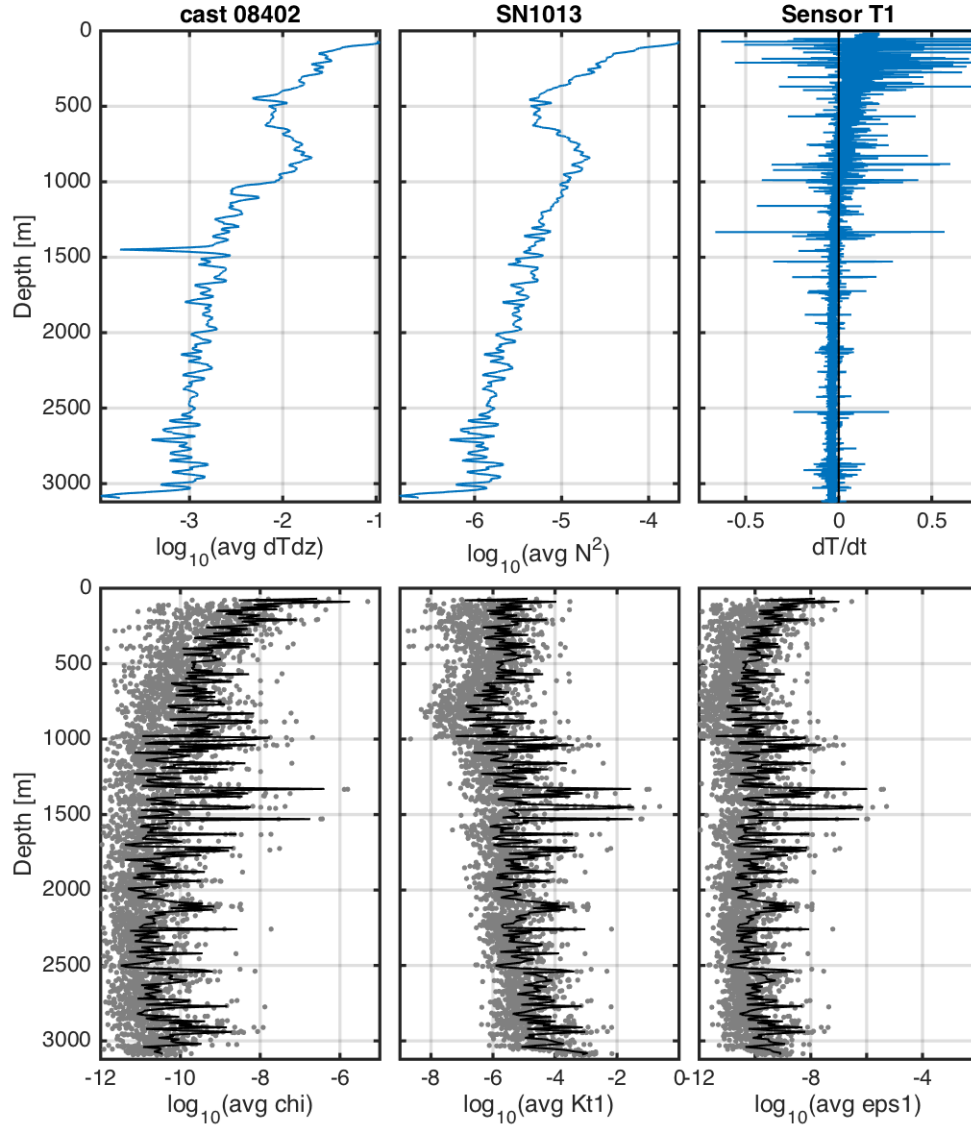 cast 08402
SN1013
Sensor T1
0
500
1000
1500
2000
2500
3000
Depth [m]
-3 -2 -1
log10(avg dTdz)
-6 -5 -4
log10(avg N2)
-0.5 0 0.5
dT/dt
0
500
1000
1500
2000
2500
3000
Depth [m]
-12 -10 -8 -6
log10(avg chi)
-8 -6 -4 -2 0
log10(avg Kt1)
-12 -10 -8 -6 -4
log10(avg eps1)